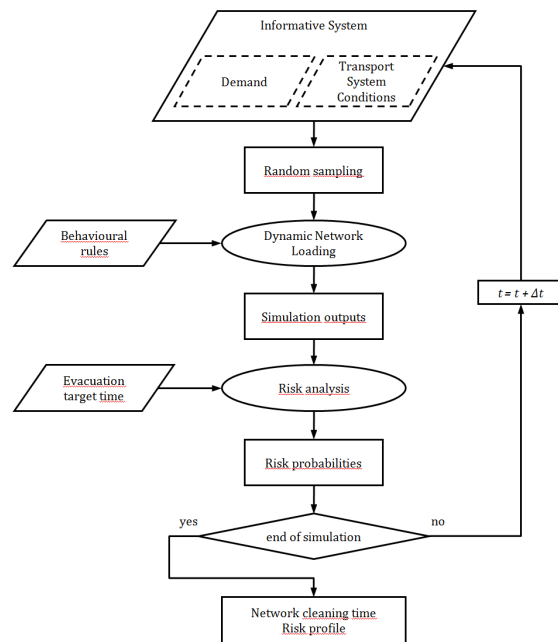 Informative System
Demand
Transport
System
Conditions
Random sampling
Behavioural
rules
Dynamic Network
Loading
t = t + Δt
Simulation outputs
Evacuation
target time
Risk analysis
Risk probabilities
yes
no
end of simulation
Network cleaning time
Risk profile